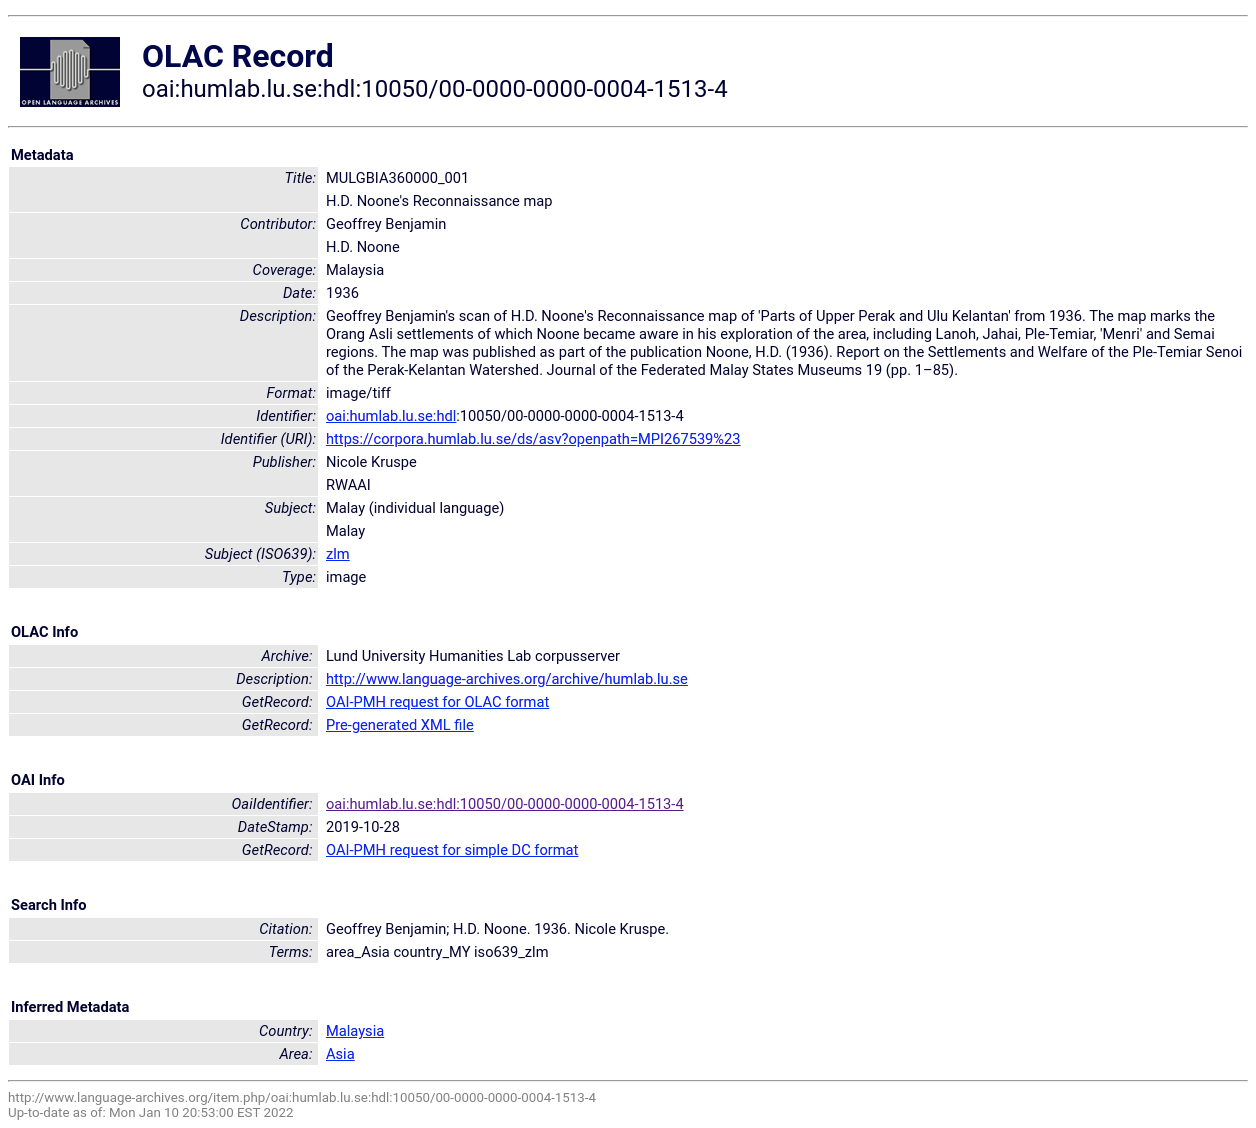 OPEN LANGUAGE ARCHIVES
OLAC Record
oai:humlab.lu.se:hdl:10050/00-0000-0000-0004-1513-4
Metadata
Title: MULGBIA360000_001
H.D. Noone's Reconnaissance map
Contributor: Geoffrey Benjamin
H.D. Noone
Coverage: Malaysia
Date: 1936
Description: Geoffrey Benjamin's scan of H.D. Noone's Reconnaissance map of 'Parts of Upper Perak and Ulu Kelantan' from 1936. The map marks the
Orang Asli settlements of which Noone became aware in his exploration of the area, including Lanoh, Jahai, Ple-Temiar, 'Menri' and Semai
regions. The map was published as part of the publication Noone, H.D. (1936). Report on the Settlements and Welfare of the Ple-Temiar Senoi
of the Perak-Kelantan Watershed. Journal of the Federated Malay States Museums 19 (pp. 1–85).
Format: image/tiff
Identifier: oai:humlab.lu.se:hdl:10050/00-0000-0000-0004-1513-4
Identifier (URI): https://corpora.humlab.lu.se/ds/asv?openpath=MPI267539%23
Publisher: Nicole Kruspe
RWAAI
Subject: Malay (individual language)
Malay
Subject (ISO639): zlm
Type: image
OLAC Info
Archive: Lund University Humanities Lab corpusserver
Description: http://www.language-archives.org/archive/humlab.lu.se
GetRecord: OAI-PMH request for OLAC format
GetRecord: Pre-generated XML file
OAI Info
OaiIdentifier: oai:humlab.lu.se:hdl:10050/00-0000-0000-0004-1513-4
DateStamp: 2019-10-28
GetRecord: OAI-PMH request for simple DC format
Search Info
Citation: Geoffrey Benjamin; H.D. Noone. 1936. Nicole Kruspe.
Terms: area_Asia country_MY iso639_zlm
Inferred Metadata
Country: Malaysia
Area: Asia
http://www.language-archives.org/item.php/oai:humlab.lu.se:hdl:10050/00-0000-0000-0004-1513-4
Up-to-date as of: Mon Jan 10 20:53:00 EST 2022